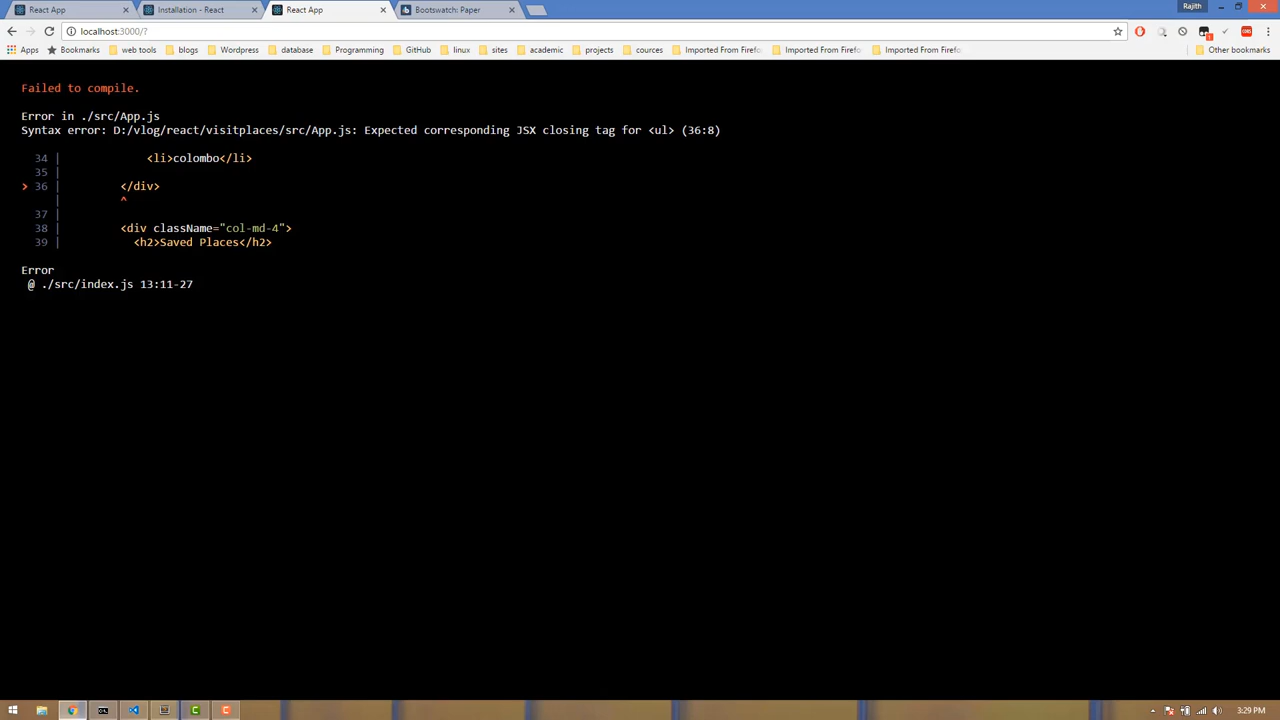 React App
Installation - React
React App
Bootswatch: Paper
Rajith
localhost:3000/?
Apps Bookmarks web tools blogs Wordpress database Programming GitHub linux sites academic projects cources Imported From Firefo Imported From Firefo Imported From Firefo Other bookmarks
Failed to compile.
Error in ./src/App.js
Syntax error: D:/vlog/react/visitplaces/src/App.js: Expected corresponding JSX closing tag for <ul> (36:8)
34 | <li>colombo</li>
35 |
> 36 | </div>
| ^
37 |
38 | <div className="col-md-4">
39 | <h2>Saved Places</h2>
Error
@ ./src/index.js 13:11-27
3:29 PM